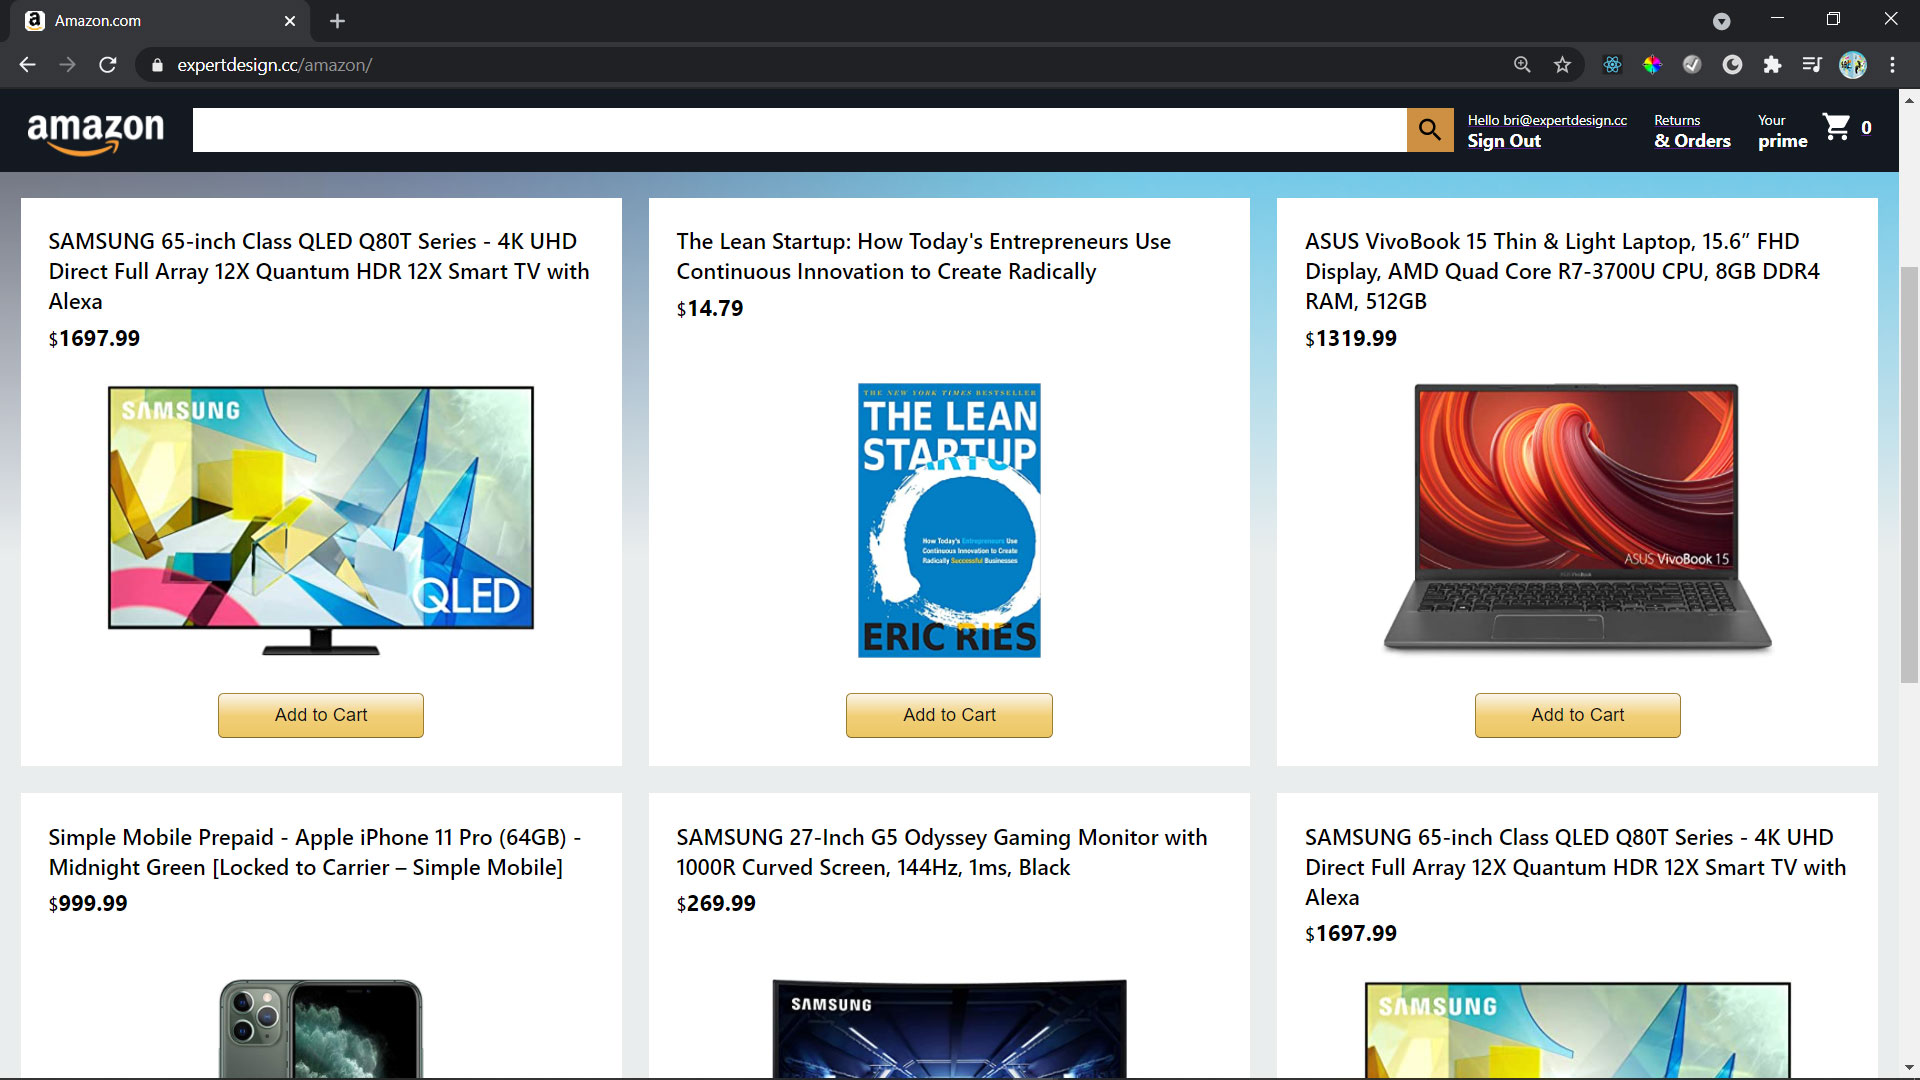 Amazon.com
expertdesign.cc/amazon/
amazon
Hello bri@expertdesign.cc
Sign Out
Returns
& Orders
Your
prime
0
SAMSUNG 65-inch Class QLED Q80T Series - 4K UHD
Direct Full Array 12X Quantum HDR 12X Smart TV with
Alexa
$1697.99
SAMSUNG
QLED
Add to Cart
The Lean Startup: How Today's Entrepreneurs Use
Continuous Innovation to Create Radically
$14.79
THE NEW YORK TIMES BESTSELLER
THE LEAN
STARTUP
How Today's Entrepreneurs Use
Continuous Innovation to Create
Radically Successful Businesses
ERIC RIES
Add to Cart
ASUS VivoBook 15 Thin & Light Laptop, 15.6” FHD
Display, AMD Quad Core R7-3700U CPU, 8GB DDR4
RAM, 512GB
$1319.99
ASUS VivoBook 15
Add to Cart
Simple Mobile Prepaid - Apple iPhone 11 Pro (64GB) -
Midnight Green [Locked to Carrier – Simple Mobile]
$999.99
SAMSUNG 27-Inch G5 Odyssey Gaming Monitor with
1000R Curved Screen, 144Hz, 1ms, Black
$269.99
SAMSUNG
SAMSUNG 65-inch Class QLED Q80T Series - 4K UHD
Direct Full Array 12X Quantum HDR 12X Smart TV with
Alexa
$1697.99
SAMSUNG